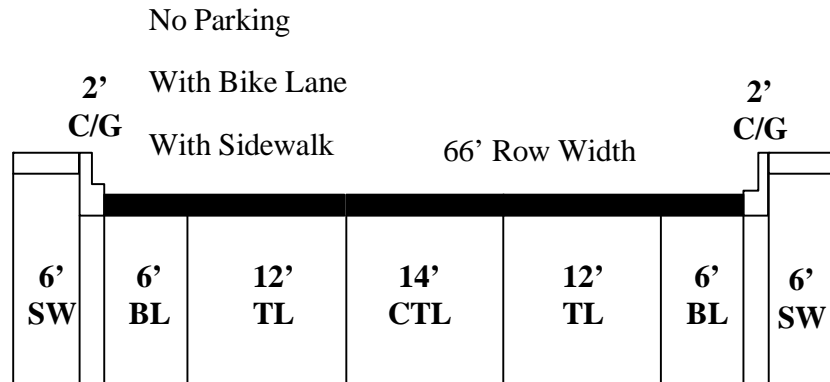 No Parking
With Bike Lane
With Sidewalk
2’
C/G
66’ Row Width
2’
C/G
6’
SW
6’
BL
12’
TL
14’
CTL
12’
TL
6’
BL
6’
SW